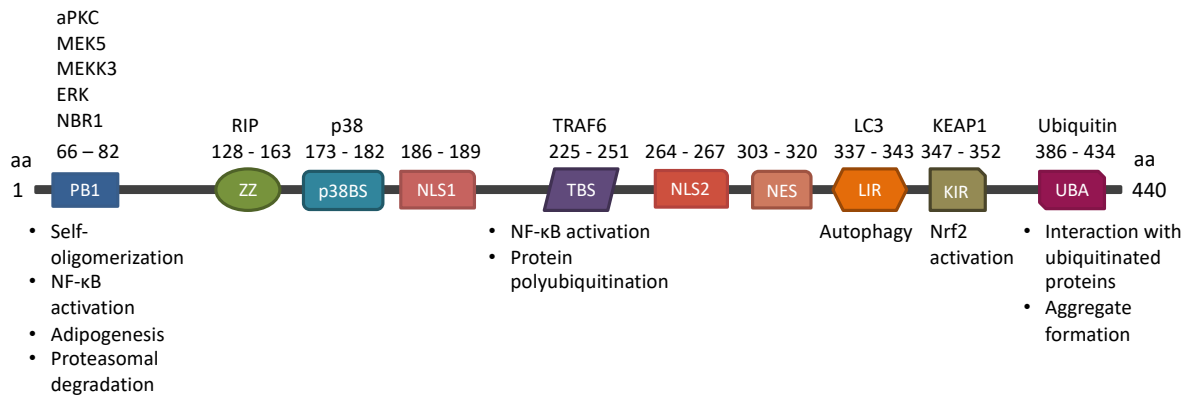 aPKC
MEK5
MEKK3
ERK
NBR1
RIP p38 TRAF6 LC3 KEAP1 Ubiquitin
66 – 82 128 - 163 173 - 182 186 - 189 225 - 251 264 - 267 303 - 320 337 - 343 347 - 352 386 - 434
aa aa
1 PB1 ZZ p38BS NLS1 TBS NLS2 NES LIR KIR UBA 440
• Self-
oligomerization
• NF-κB
activation
• Adipogenesis
• Proteasomal
degradation
• NF-κB activation
• Protein
polyubiquitination
Autophagy
Nrf2
activation
• Interaction with
ubiquitinated
proteins
• Aggregate
formation